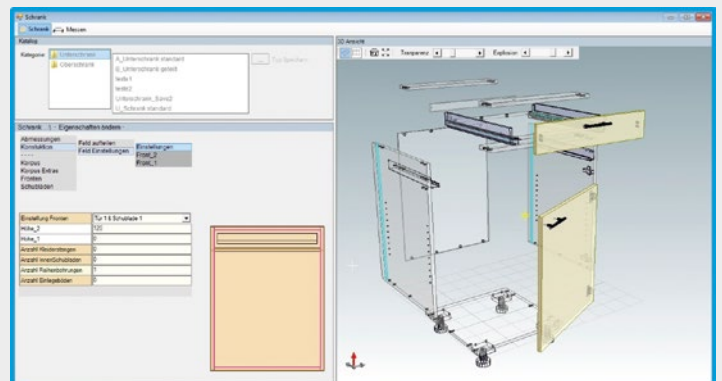 Schrank
Schrank Messen
Katalog
3D Ansicht
Kategorie
Unterschrank
Oberschrank
A_Unterschrank standard
B_Unterschrank geteilt
teste1
teste2
Unterschrank_Band2
U_Schrank standard
Typ Speichern
Transparenz
Explosion
Schrank 1 - Eigenschaften ändern -
Abmessungen
Konstruktion
Korpus
Korpus Extras
Fronten
Schubladen
Feld aufteilen
Feld Einstellungen
Einstellungen
Front_2
Front_1
Einstellung Fronten Tür 1 & Schublade 1
Höhe_2 120
Höhe_1 0
Anzahl Kleiderstangen 0
Anzahl InnenSchubladen 0
Anzahl Reihenbohrungen 1
Anzahl Einlegeböden 0